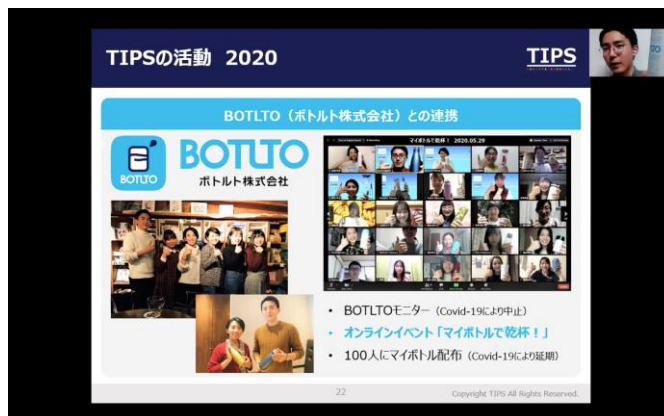 TIPSの活動 2020
TIPS
BOTLTO（ボトルト株式会社）との連携
BOTLTO
BOTLTO
ボトルト株式会社
マイボトルで乾杯！ 2020.05.29
• BOTLTOモニター（Covid-19により中止）
• オンラインイベント「マイボトルで乾杯！」
• 100人にマイボトル配布（Covid-19により延期）
22
Copyright TIPS All Rights Reserved.